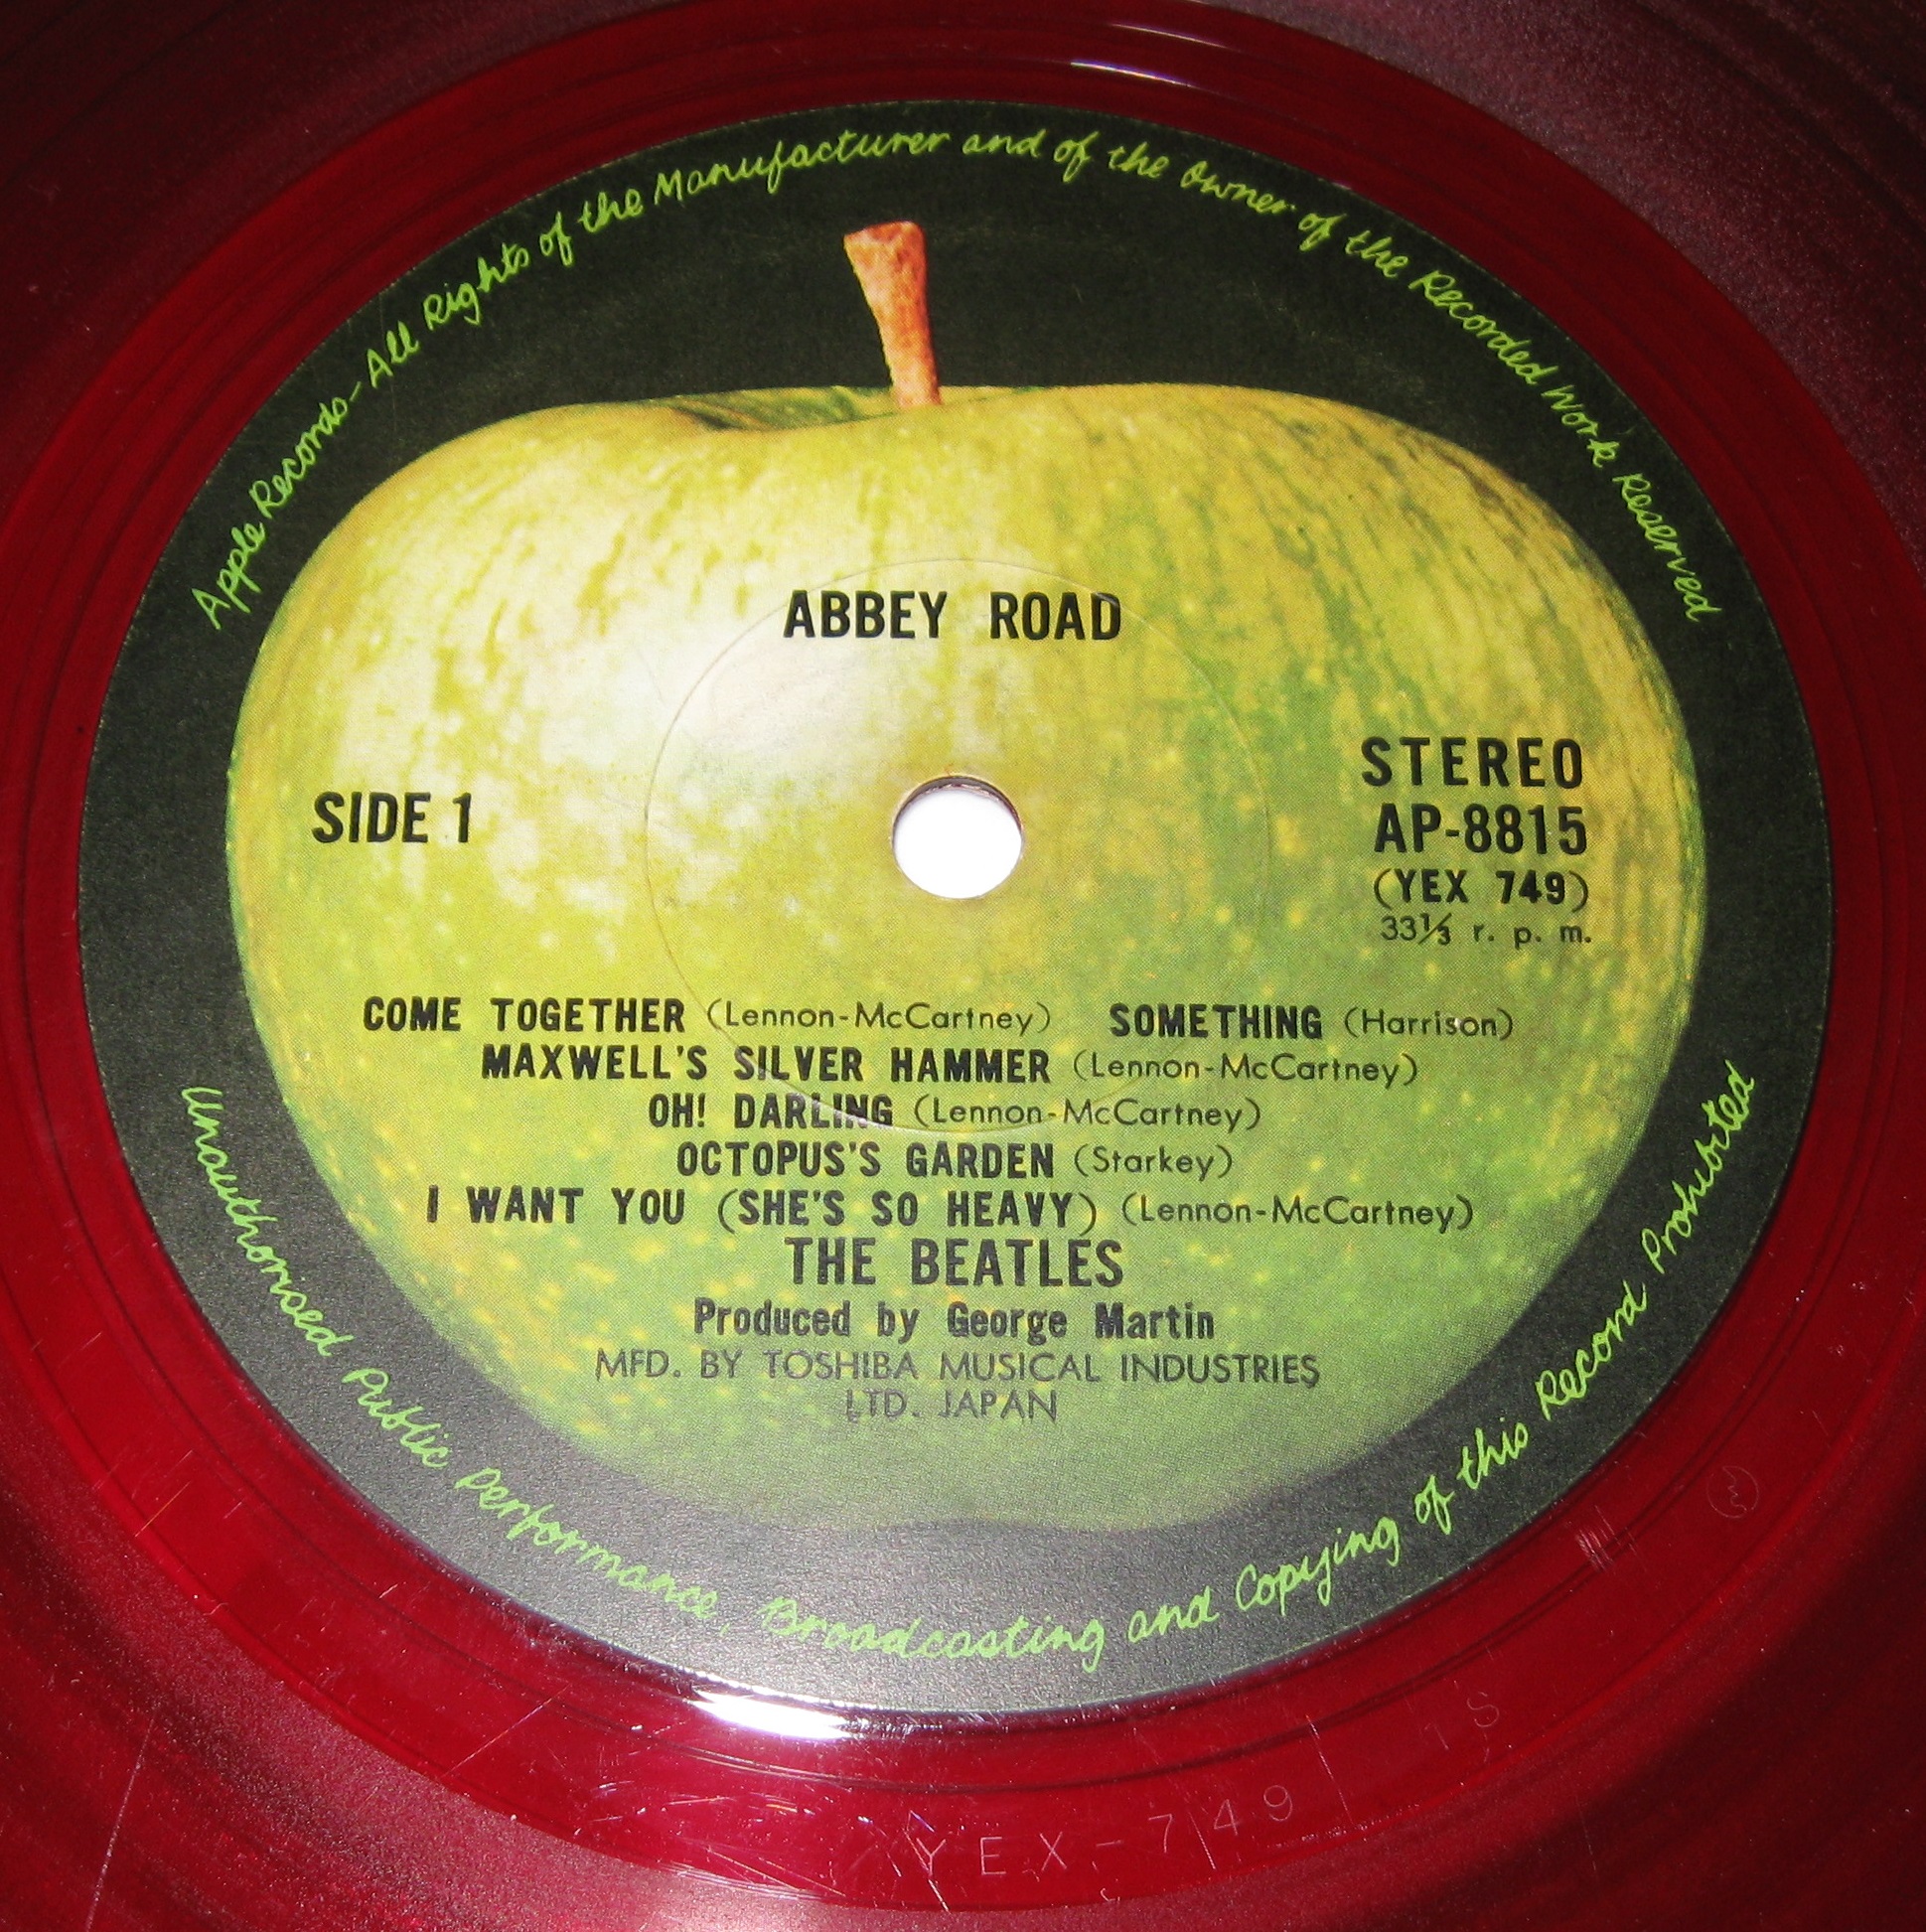 Apple Records - All Rights of the Manufacturer and of the Owner of the Recorded Work Reserved
ABBEY ROAD
STEREO
SIDE 1
AP-8815
(YEX 749)
33⅓ r. p. m.
COME TOGETHER (Lennon-McCartney) SOMETHING (Harrison)
MAXWELL'S SILVER HAMMER (Lennon-McCartney)
OH! DARLING (Lennon-McCartney)
OCTOPUS'S GARDEN (Starkey)
I WANT YOU (SHE'S SO HEAVY) (Lennon-McCartney)
THE BEATLES
Produced by George Martin
MFD. BY TOSHIBA MUSICAL INDUSTRIES
LTD. JAPAN
Unauthorised Public Performance, Broadcasting and Copying of this Record Prohibited
YEX-749 1S